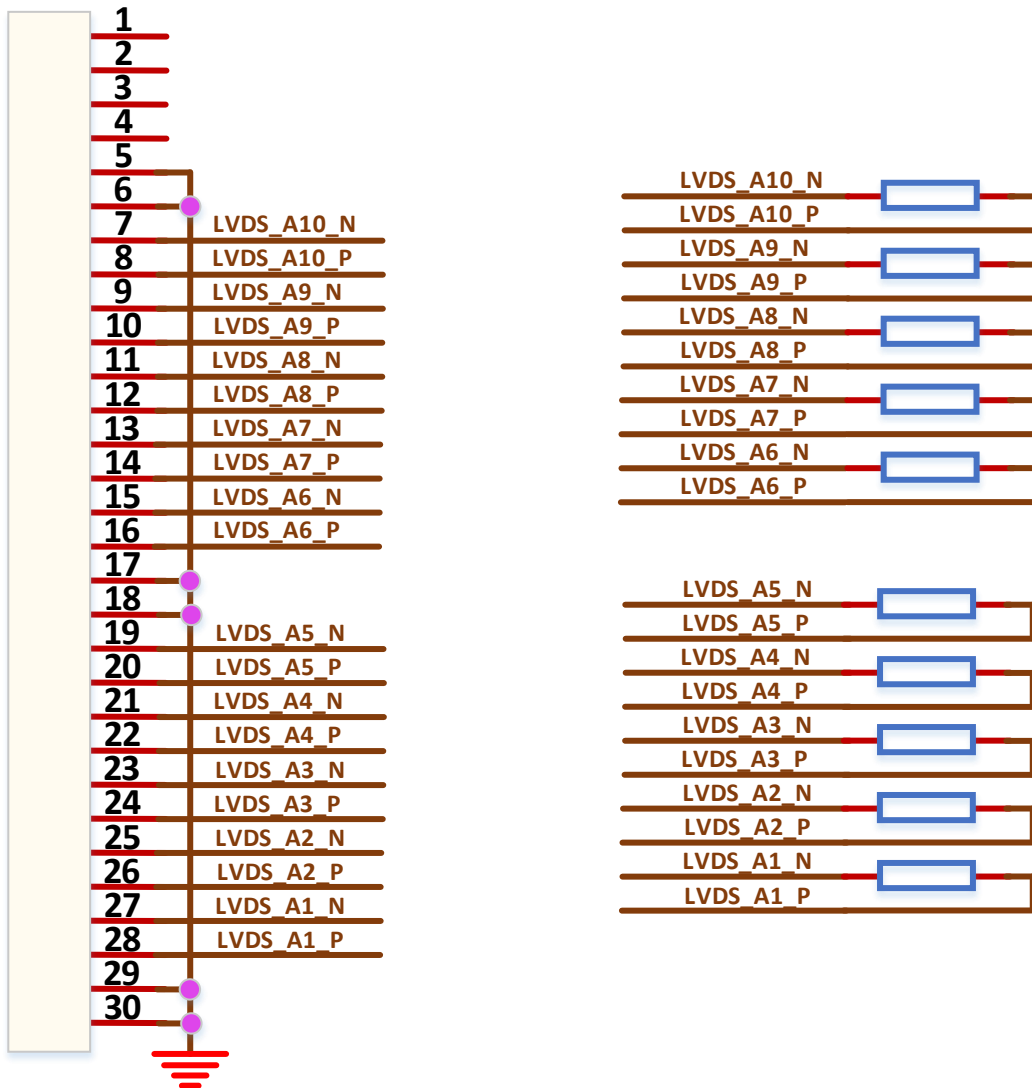 1
2
3
4
5
6
7 LVDS_A10_N
8 LVDS_A10_P
9 LVDS_A9_N
10 LVDS_A9_P
11 LVDS_A8_N
12 LVDS_A8_P
13 LVDS_A7_N
14 LVDS_A7_P
15 LVDS_A6_N
16 LVDS_A6_P
17
18
19 LVDS_A5_N
20 LVDS_A5_P
21 LVDS_A4_N
22 LVDS_A4_P
23 LVDS_A3_N
24 LVDS_A3_P
25 LVDS_A2_N
26 LVDS_A2_P
27 LVDS_A1_N
28 LVDS_A1_P
29
30
LVDS_A10_N
LVDS_A10_P
LVDS_A9_N
LVDS_A9_P
LVDS_A8_N
LVDS_A8_P
LVDS_A7_N
LVDS_A7_P
LVDS_A6_N
LVDS_A6_P
LVDS_A5_N
LVDS_A5_P
LVDS_A4_N
LVDS_A4_P
LVDS_A3_N
LVDS_A3_P
LVDS_A2_N
LVDS_A2_P
LVDS_A1_N
LVDS_A1_P